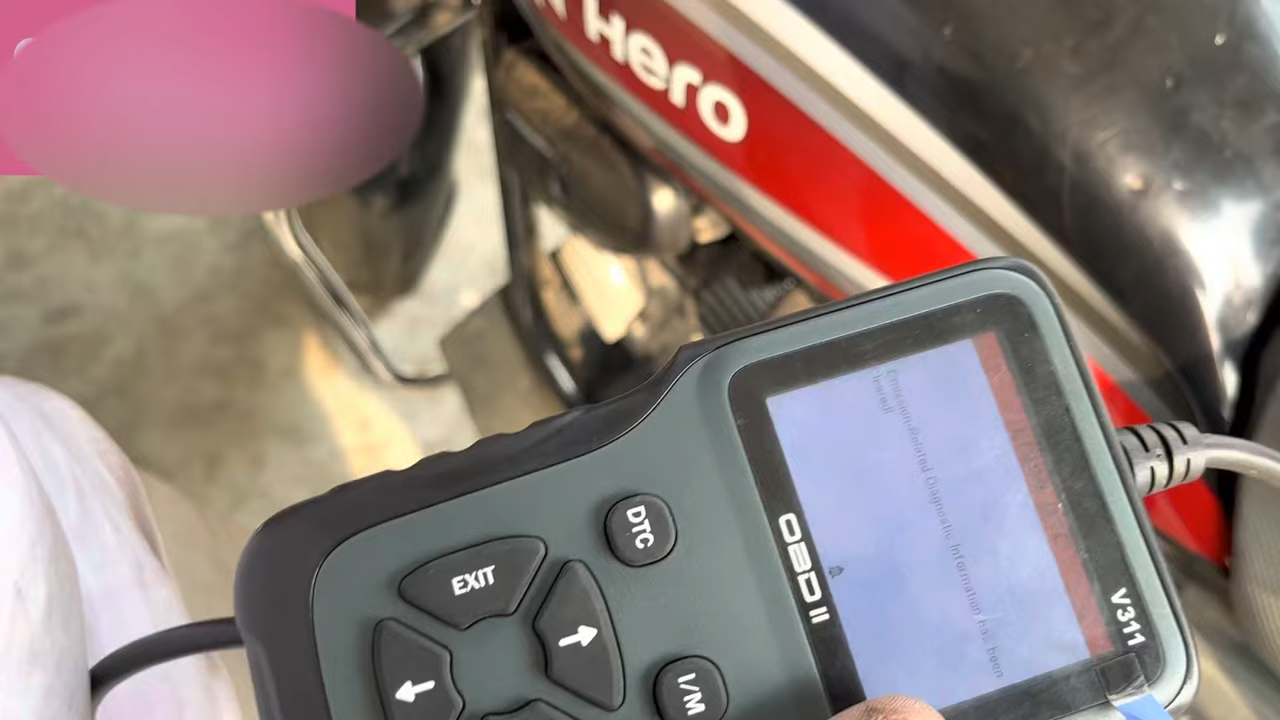 Hero
Emission-Related Diagnostic Information has been
cleared!
OBD II
V311
DTC
EXIT
I/M